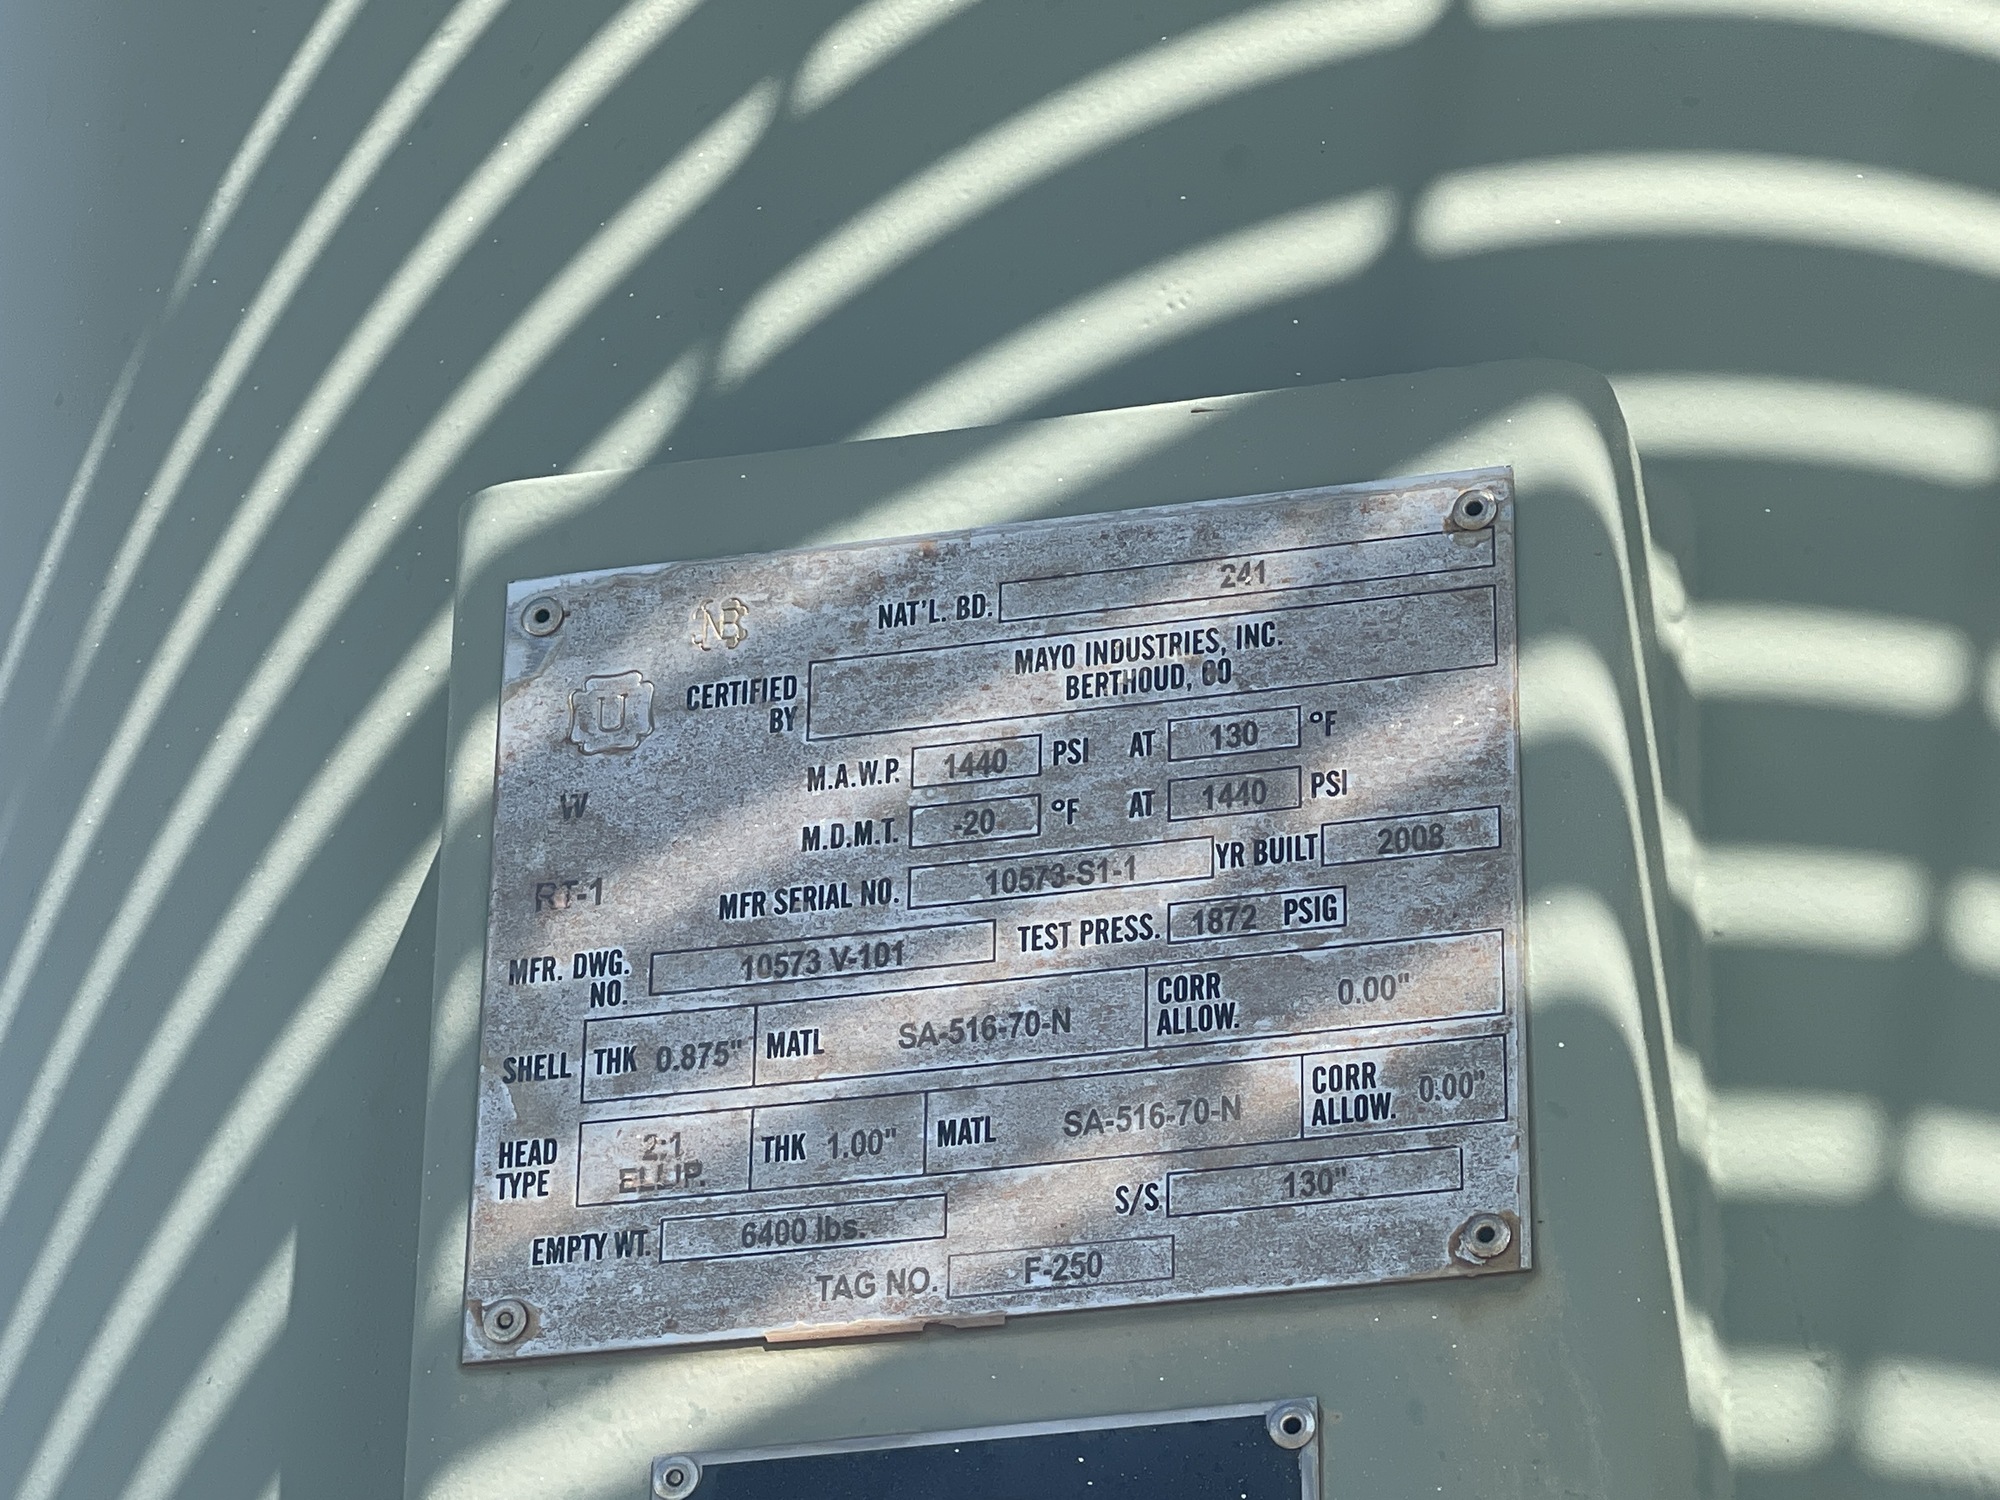 NB
NAT'L. BD. 241
U
CERTIFIED BY
MAYO INDUSTRIES, INC.
BERTHOUD, CO
M.A.W.P. 1440 PSI AT 130 °F
W
M.D.M.T. -20 °F AT 1440 PSI
RT-1
MFR SERIAL NO. 10573-S1-1 YR BUILT 2008
MFR. DWG. NO. 10573 V-101 TEST PRESS. 1872 PSIG
SHELL THK 0.875" MATL SA-516-70-N CORR ALLOW. 0.00"
HEAD TYPE 2:1 ELLIP. THK 1.00" MATL SA-516-70-N CORR ALLOW. 0.00"
EMPTY WT. 6400 lbs. S/S 130"
TAG NO. F-250